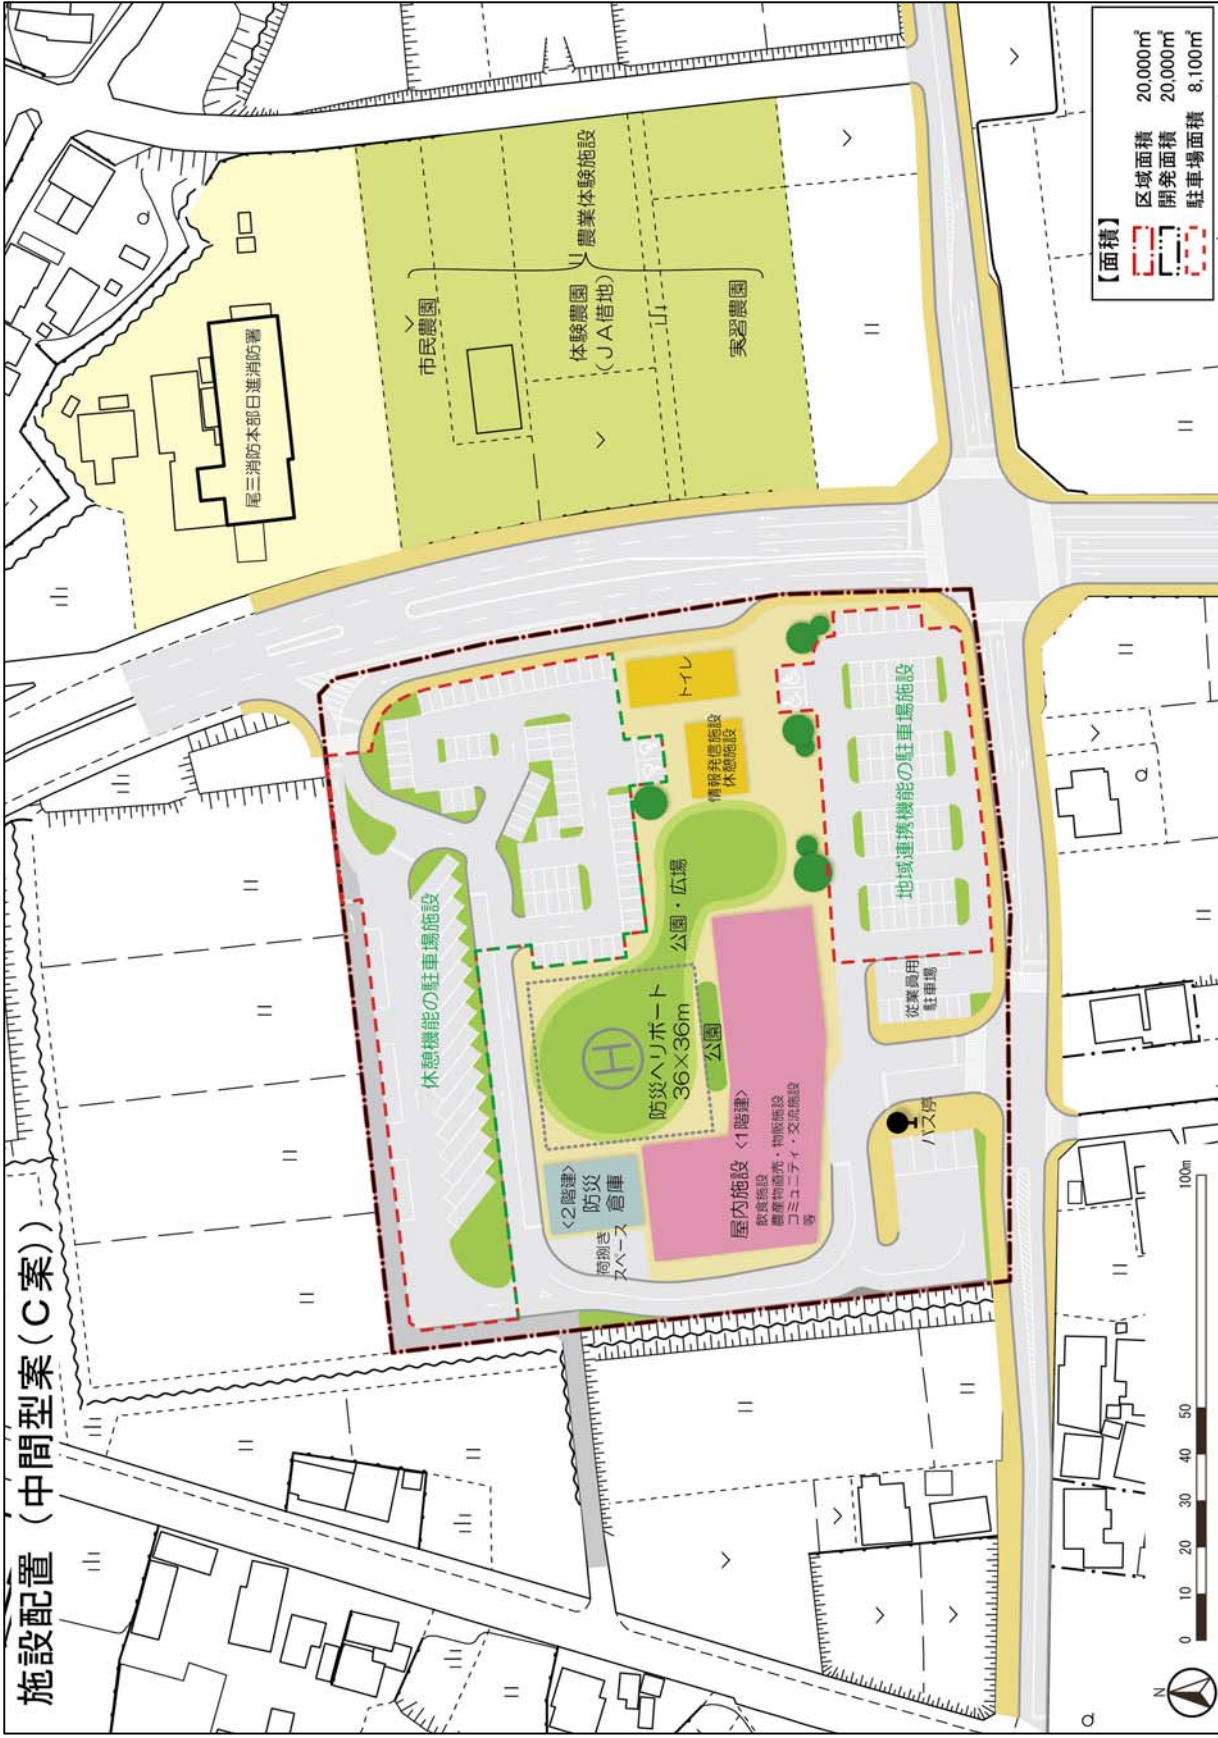 施設配置（中間型案（C案））
尾三消防本部日進消防署
市民農園
体験農園
（JA借地）
農業体験施設
実習農園
休憩機能の駐車場施設
トイレ
情報発信施設
休憩施設
公園・広場
地域連携機能の駐車場施設
防災ヘリポート
36×36m
H
公園
<2階建>
防災
倉庫
荷捌き
スペース
屋内施設 <1階建>
飲食施設
農産物直売・物販施設
コミュニティ・交流施設
等
従業員用
駐車場
バス停
【面積】
区域面積 20,000㎡
開発面積 20,000㎡
駐車場面積 8,100㎡
N
0 10 20 30 40 50 100m